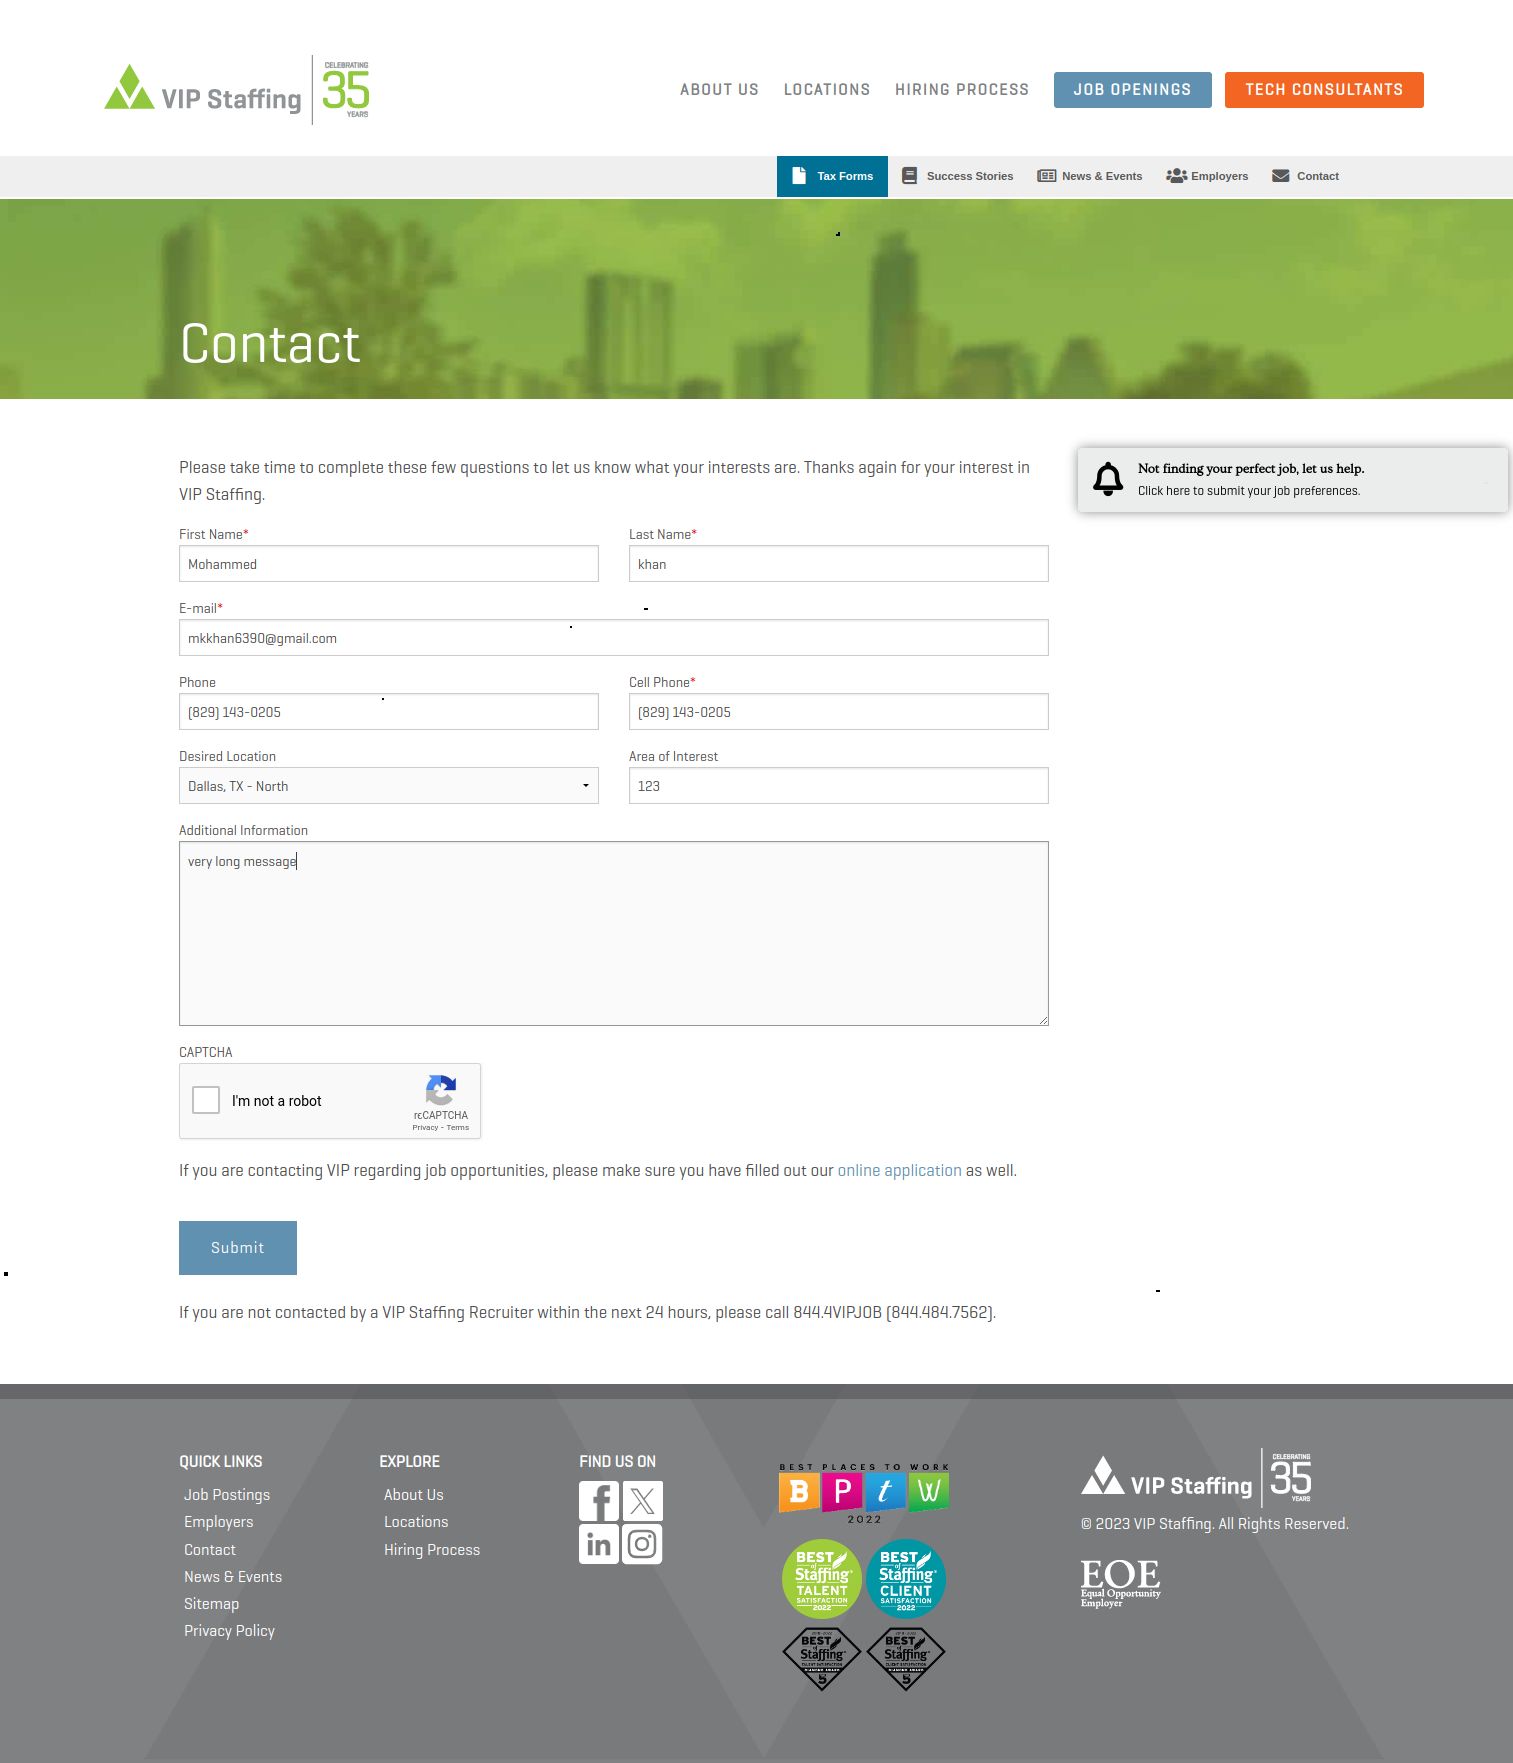 VIP Staffing
CELEBRATING
35
YEARS
ABOUT US
LOCATIONS
HIRING PROCESS
JOB OPENINGS
TECH CONSULTANTS
Tax Forms
Success Stories
News & Events
Employers
Contact
Contact
Please take time to complete these few questions to let us know what your interests are. Thanks again for your interest in
VIP Staffing.
Not finding your perfect job, let us help.
Click here to submit your job preferences.
First Name*
Last Name*
Mohammed
khan
E-mail*
mkkhan6390@gmail.com
Phone
Cell Phone*
(829) 143-0205
(829) 143-0205
Desired Location
Area of Interest
Dallas, TX - North
123
Additional Information
very long message
CAPTCHA
I'm not a robot
reCAPTCHA
Privacy - Terms
If you are contacting VIP regarding job opportunities, please make sure you have filled out our online application as well.
Submit
If you are not contacted by a VIP Staffing Recruiter within the next 24 hours, please call 844.4VIPJOB (844.484.7562).
QUICK LINKS
Job Postings
Employers
Contact
News & Events
Sitemap
Privacy Policy
EXPLORE
About Us
Locations
Hiring Process
FIND US ON
BEST PLACES TO WORK
BPtW
2022
BEST
of
Staffing
TALENT
SATISFACTION
2022
BEST
of
Staffing
CLIENT
SATISFACTION
2022
BEST
of
Staffing
TALENT SATISFACTION
5
BEST
of
Staffing
CLIENT SATISFACTION
5
VIP Staffing
CELEBRATING
35
YEARS
© 2023 VIP Staffing. All Rights Reserved.
EOE
Equal Opportunity
Employer